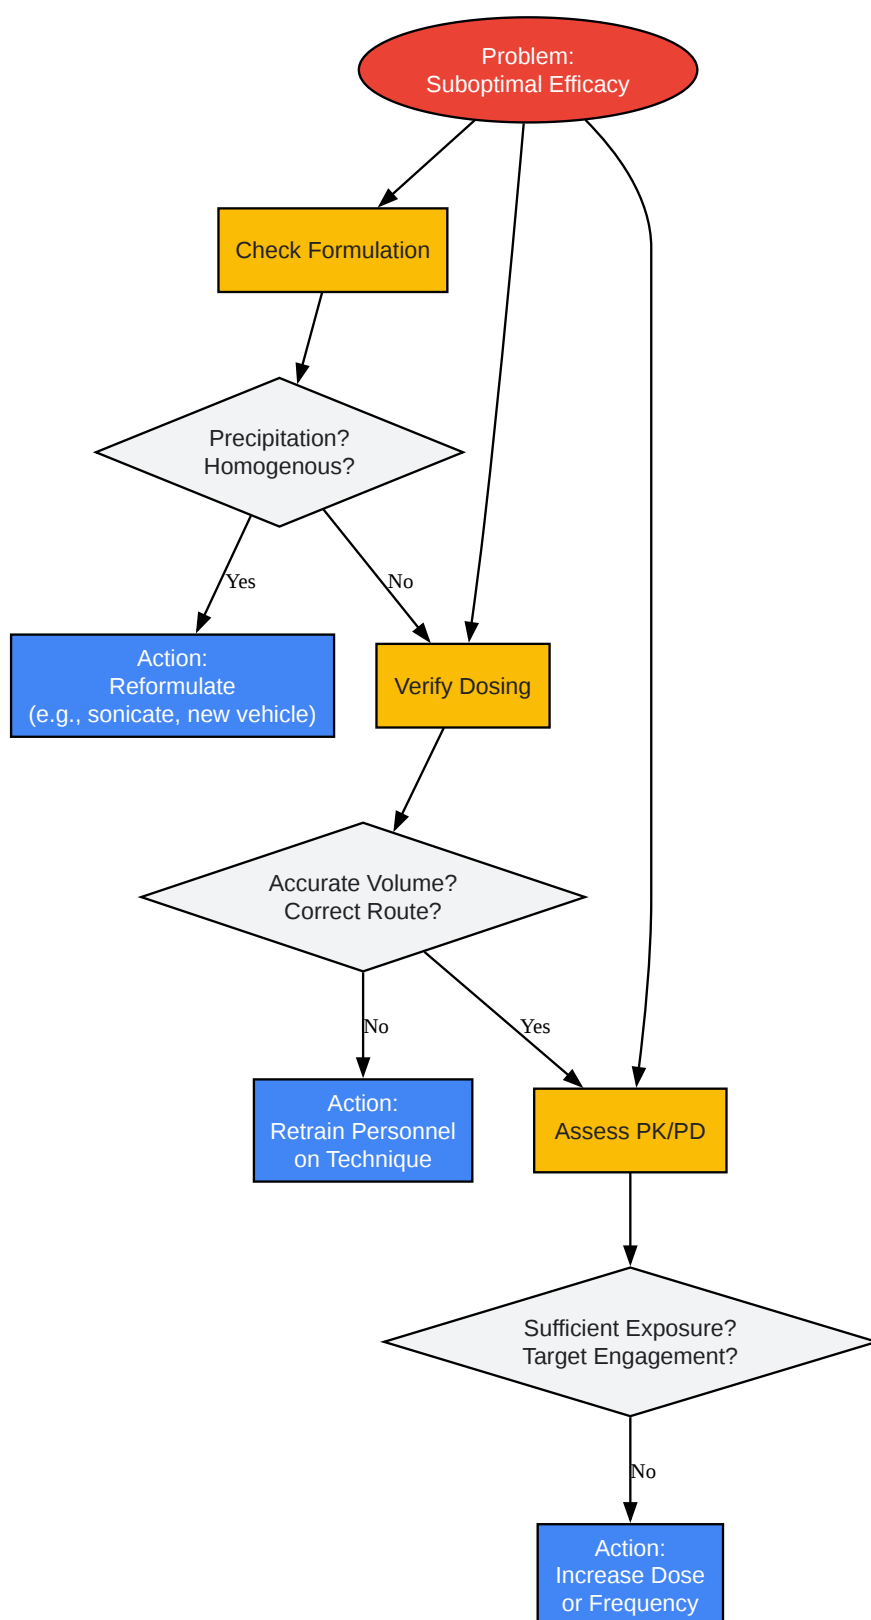 Problem:
Suboptimal Efficacy
Check Formulation
Precipitation?
Homogenous?
Yes
No
Action:
Reformulate
(e.g., sonicate, new vehicle)
Verify Dosing
Accurate Volume?
Correct Route?
No
Yes
Action:
Retrain Personnel
on Technique
Assess PK/PD
Sufficient Exposure?
Target Engagement?
No
Action:
Increase Dose
or Frequency